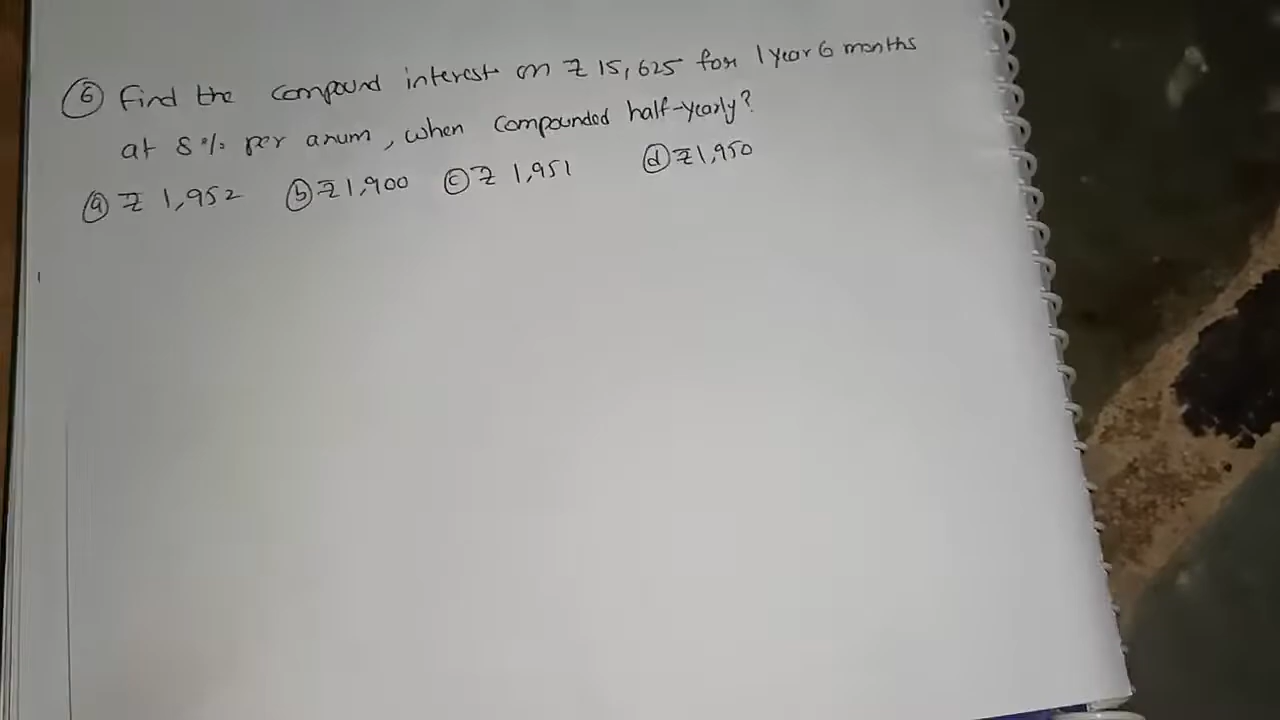 ⑥ Find the compound interest on ₹ 15,625 for 1 year 6 months
at 8% per anum, when compounded half-yearly?
ⓐ ₹ 1,952 ⓑ ₹1,900 ⓒ ₹ 1,951 ⓓ ₹1,950